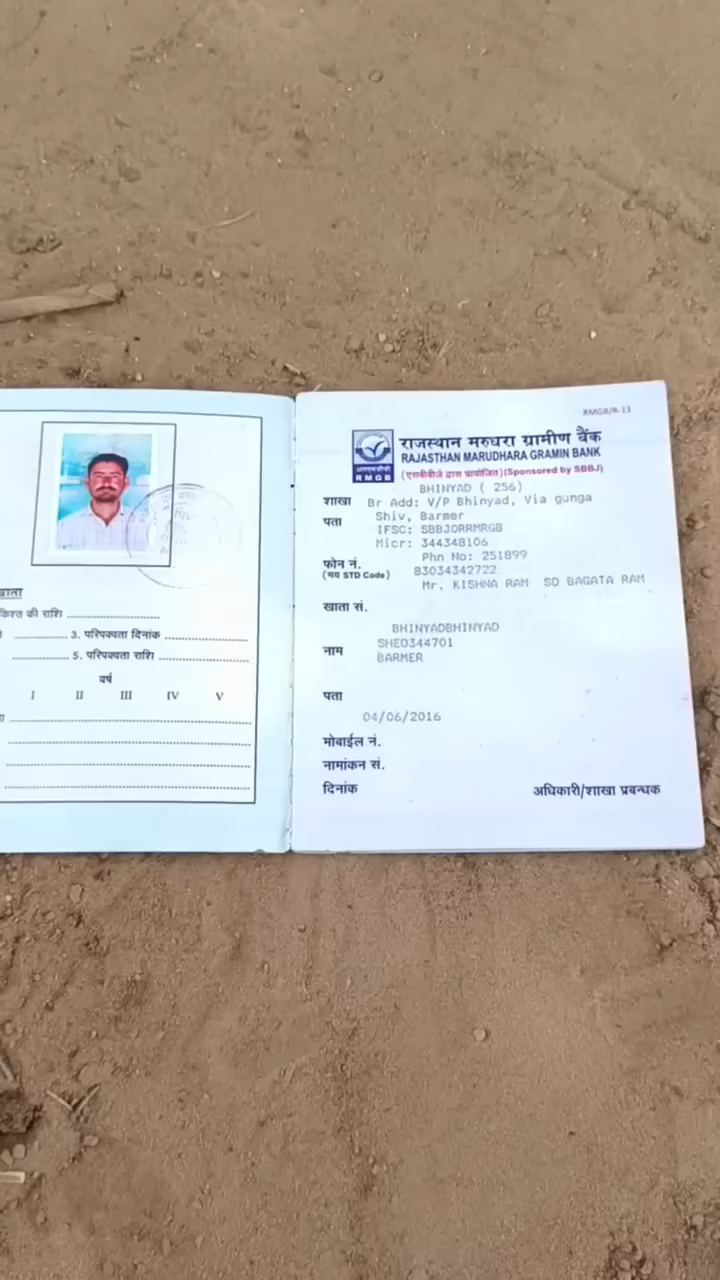 खाता
किश्त की राशि
3. परिपक्वता दिनांक
5. परिपक्वता राशि
वर्ष
I II III IV V
RMGB/R-13
राजस्थान मरुधरा ग्रामीण बैंक
RAJASTHAN MARUDHARA GRAMIN BANK
(एसबीबीजे द्वारा प्रायोजित)(Sponsored by SBBJ)
आरएमजीबी
RMGB
BHINYAD ( 256)
शाखा Br Add: V/P Bhinyad, Via gunga
पता Shiv, Barmer
IFSC: SBBJ0RRMRGB
Micr: 344348106
Phn No: 251899
फोन नं. 83034342722
(मय STD Code)
Mr. KISHNA RAM SO BAGATA RAM
खाता सं.
BHINYADBHINYAD
नाम SHEO344701
BARMER
पता
04/06/2016
मोबाईल नं.
नामांकन सं.
दिनांक अधिकारी/शाखा प्रबन्धक